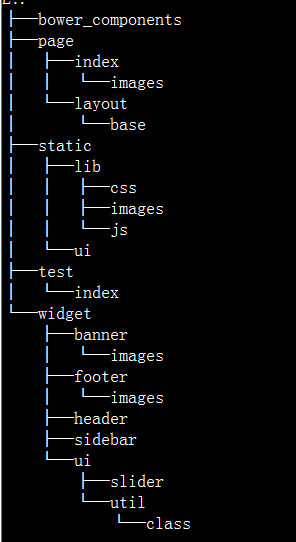 ├──bower_components
├──page
│  ├──index
│  │  └──images
│  └──layout
│      └──base
├──static
│  ├──lib
│  │  ├──css
│  │  ├──images
│  │  └──js
│  └──ui
├──test
│  └──index
└──widget
    ├──banner
    │  └──images
    ├──footer
    │  └──images
    ├──header
    ├──sidebar
    └──ui
        ├──slider
        └──util
            └──class